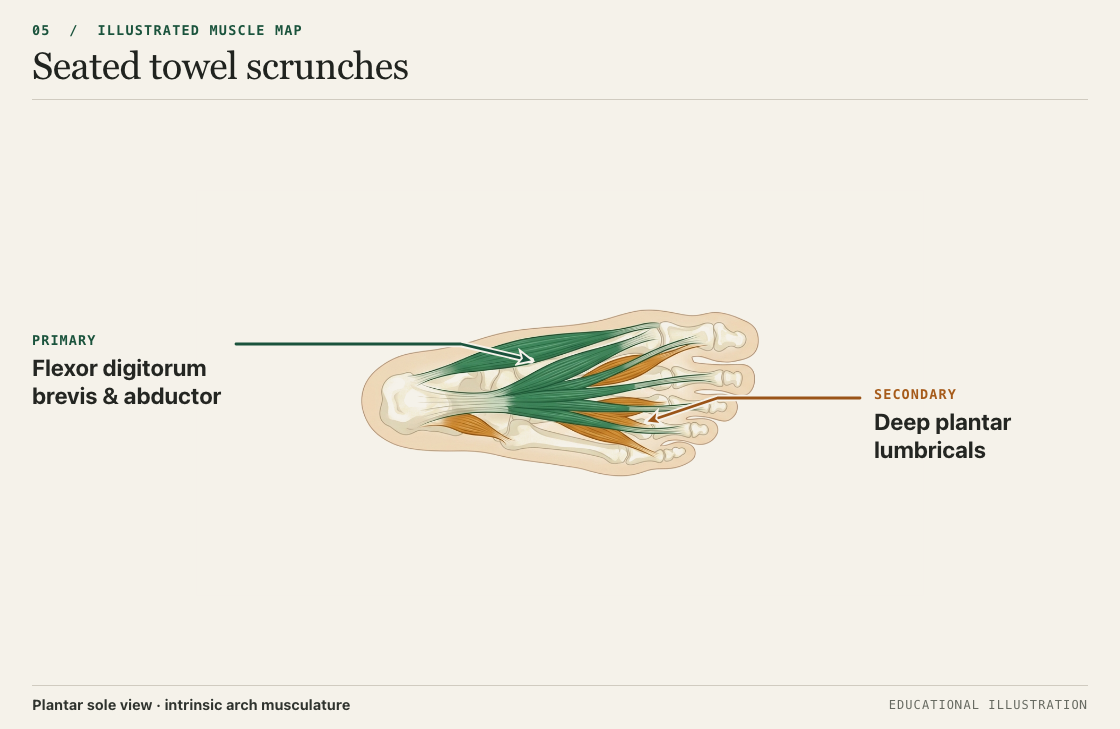 05 / ILLUSTRATED MUSCLE MAP
Seated towel scrunches
PRIMARY
Flexor digitorum
brevis & abductor
SECONDARY
Deep plantar
lumbricals
Plantar sole view · intrinsic arch musculature
EDUCATIONAL ILLUSTRATION